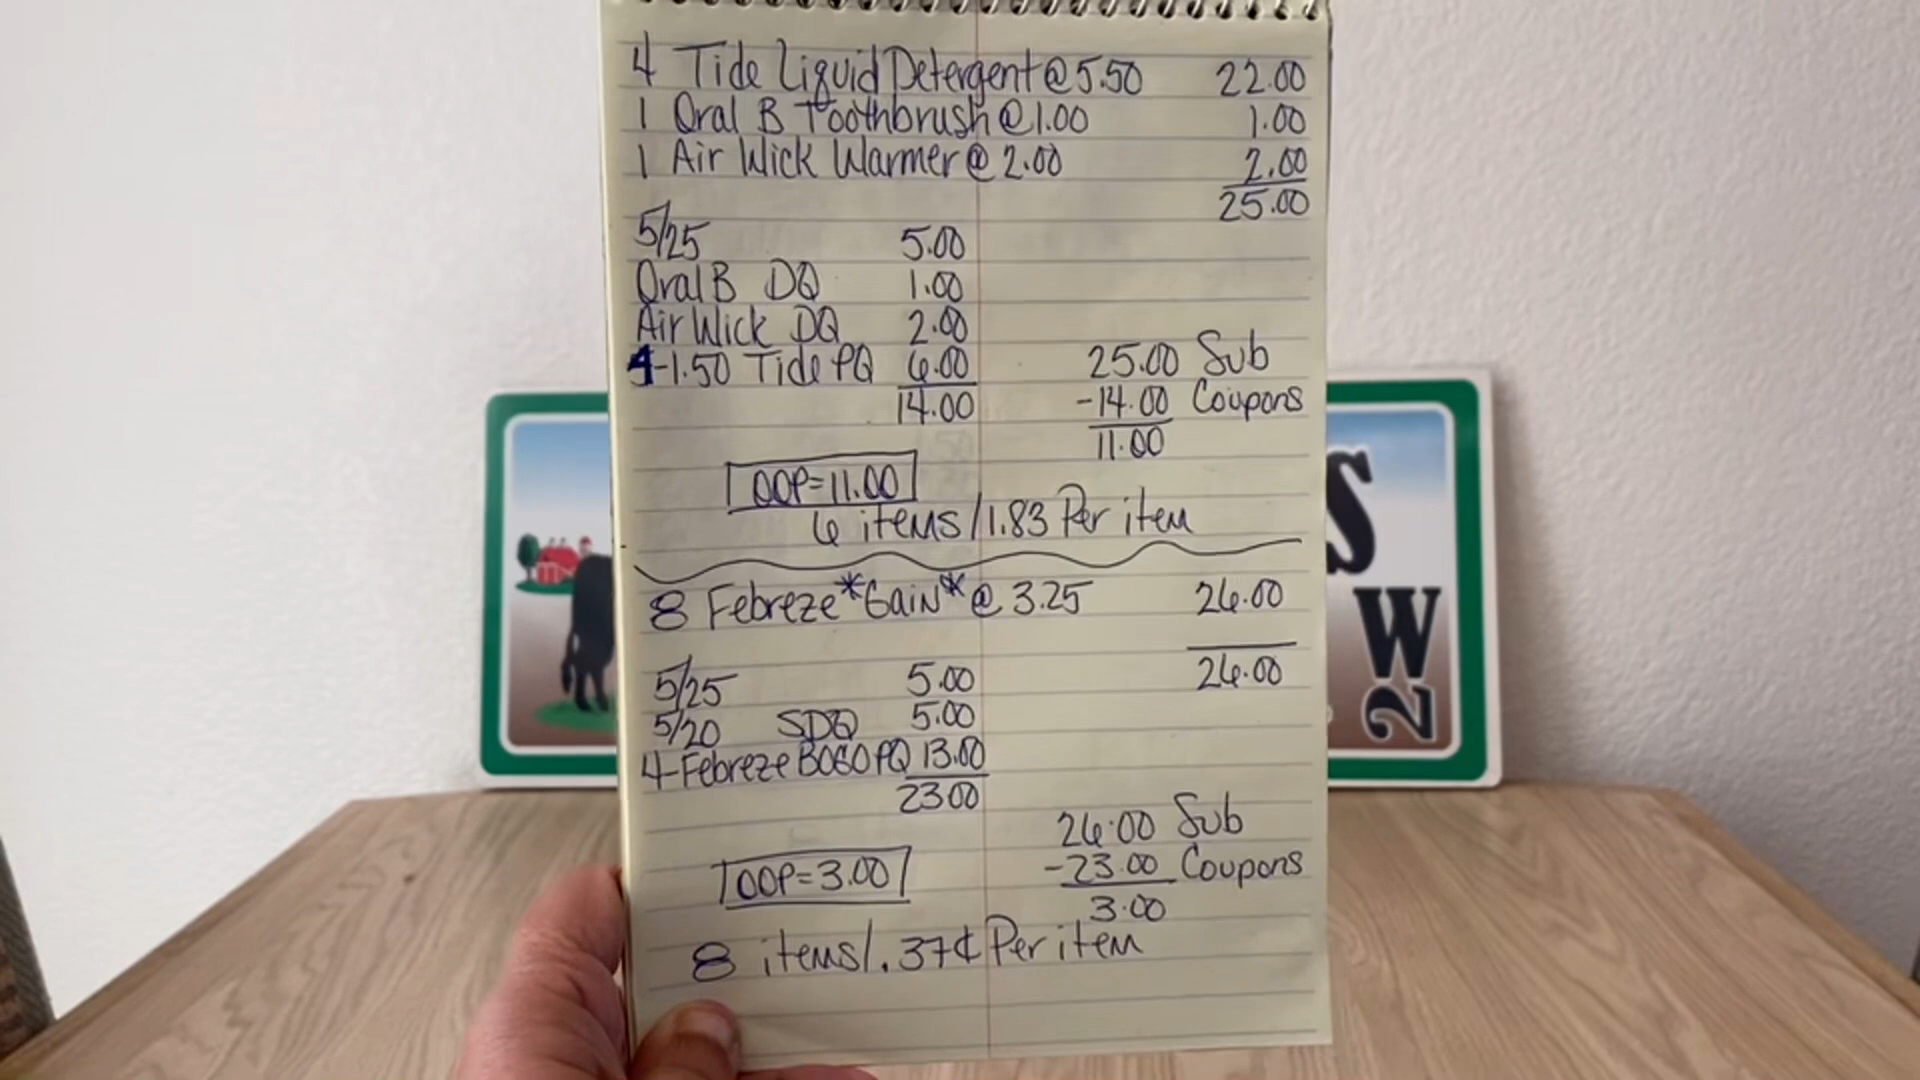 4 Tide Liquid Detergent @ 5.50 22.00
1 Oral B Toothbrush @ 1.00 1.00
1 Air Wick Warmer @ 2.00 2.00
25.00
5/25 5.00
Oral B DQ 1.00
Air Wick DQ 2.00
4-1.50 Tide PQ 6.00
14.00
25.00 Sub
-14.00 Coupons
11.00
OOP=11.00
6 items/1.83 Per item
8 Febreze *Gain* @ 3.25 26.00
26.00
5/25 5.00
5/20 SDQ 5.00
4-Febreze BOGO PQ 13.00
23.00
26.00 Sub
-23.00 Coupons
3.00
OOP=3.00
8 items/.37¢ Per item
S
W
2